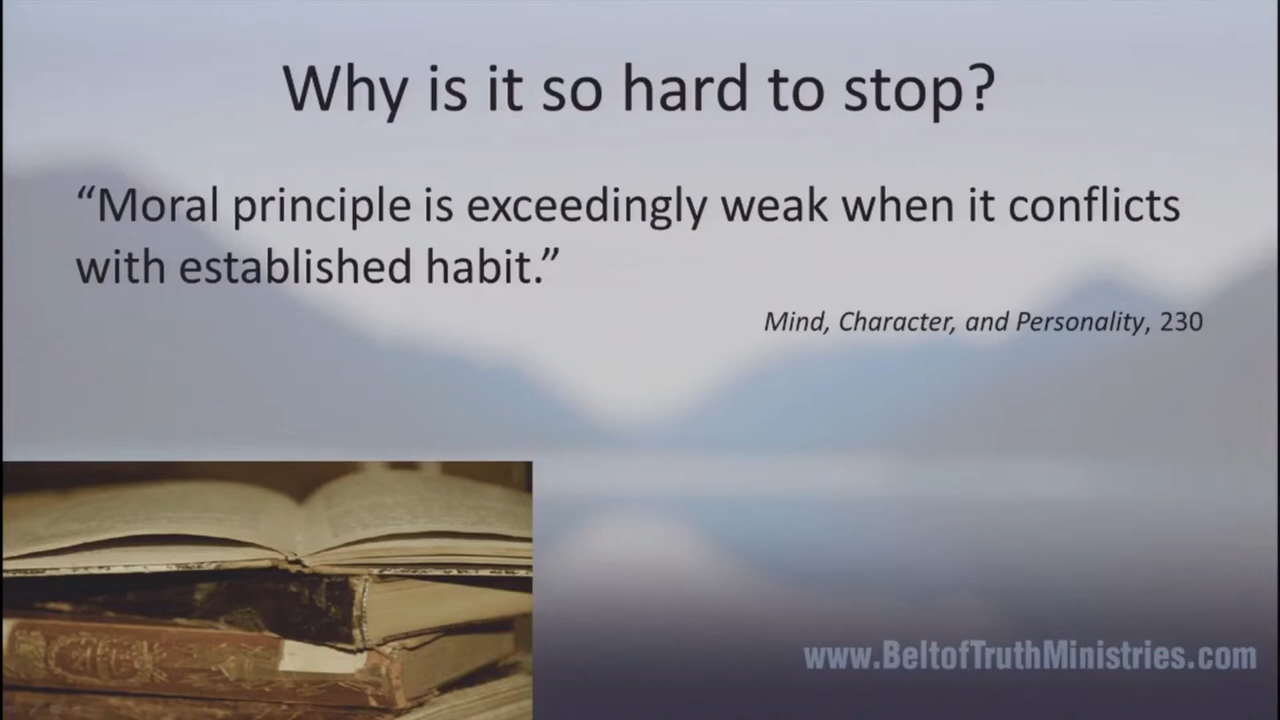 Why is it so hard to stop?
“Moral principle is exceedingly weak when it conflicts
with established habit.”
Mind, Character, and Personality, 230
www.BeltofTruthMinistries.com